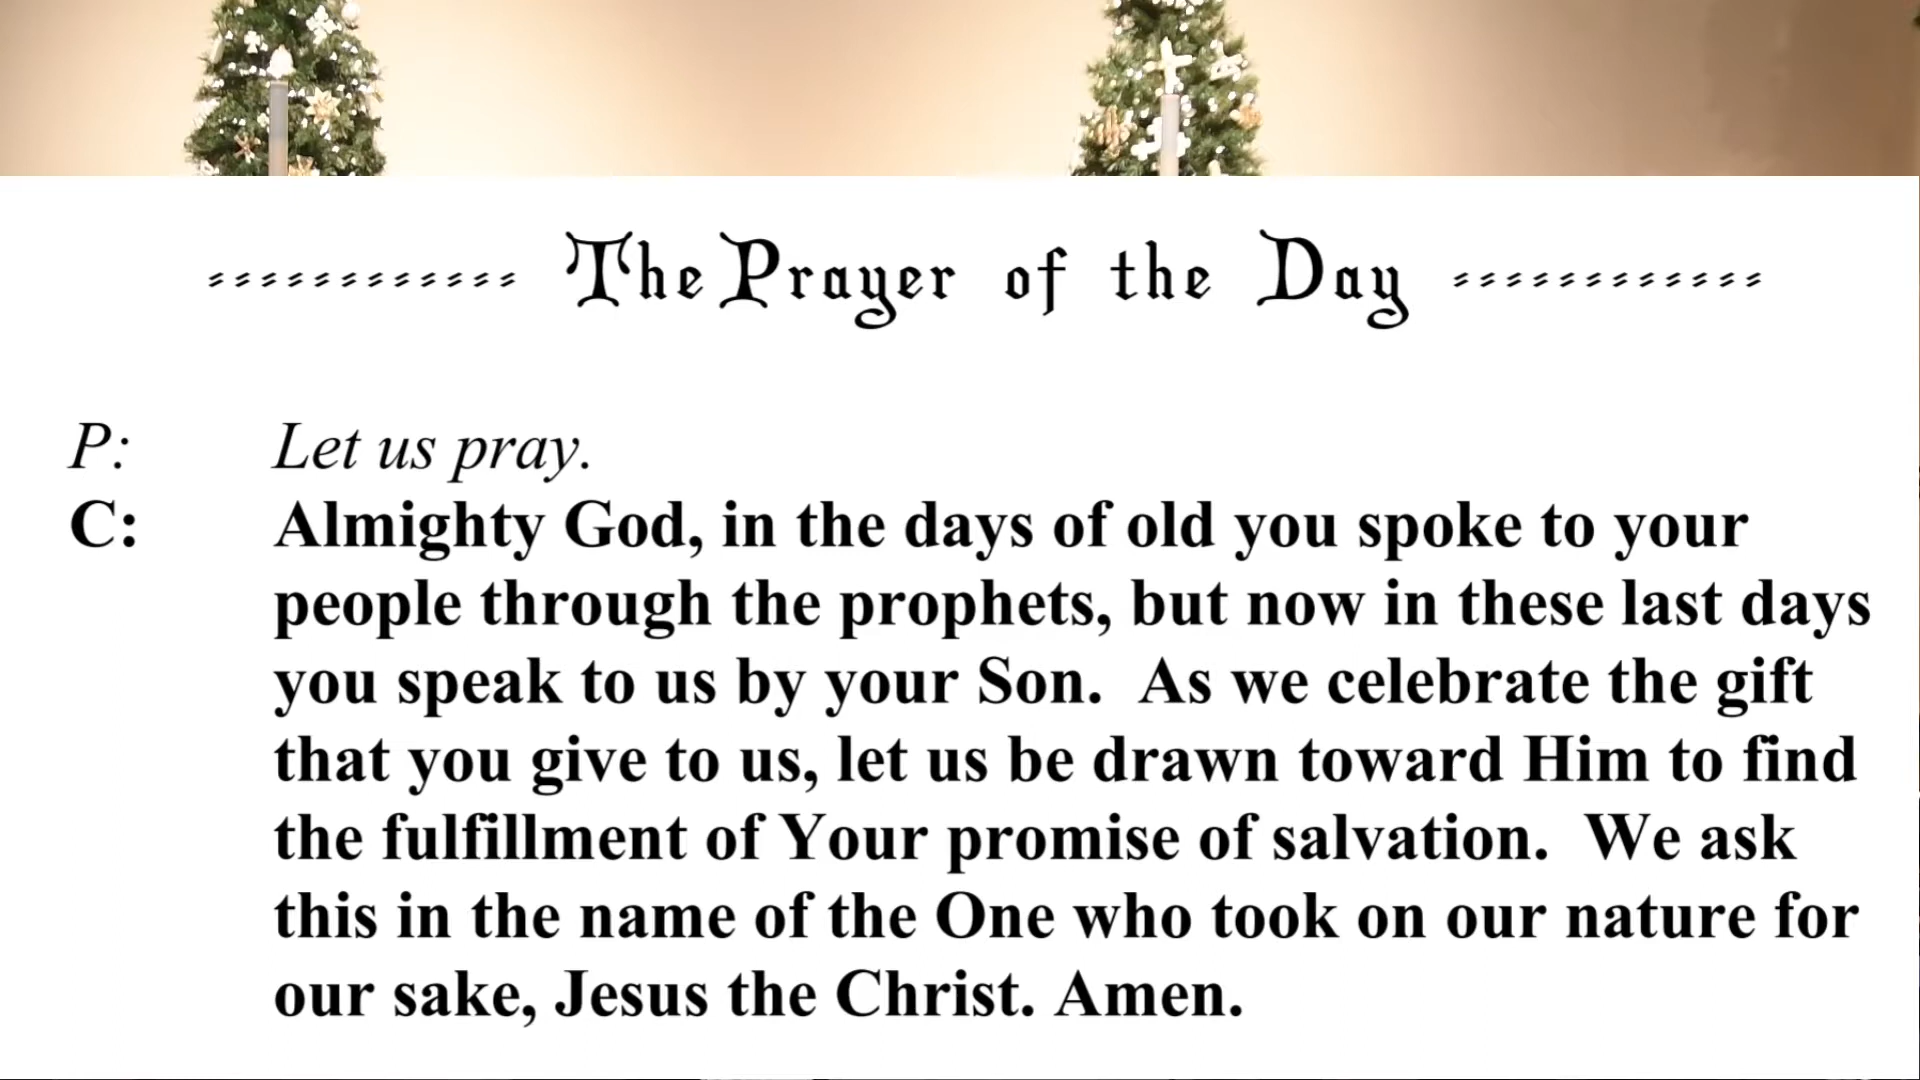 The Prayer of the Day
P: Let us pray.
C: Almighty God, in the days of old you spoke to your
people through the prophets, but now in these last days
you speak to us by your Son.  As we celebrate the gift
that you give to us, let us be drawn toward Him to find
the fulfillment of Your promise of salvation.  We ask
this in the name of the One who took on our nature for
our sake, Jesus the Christ. Amen.